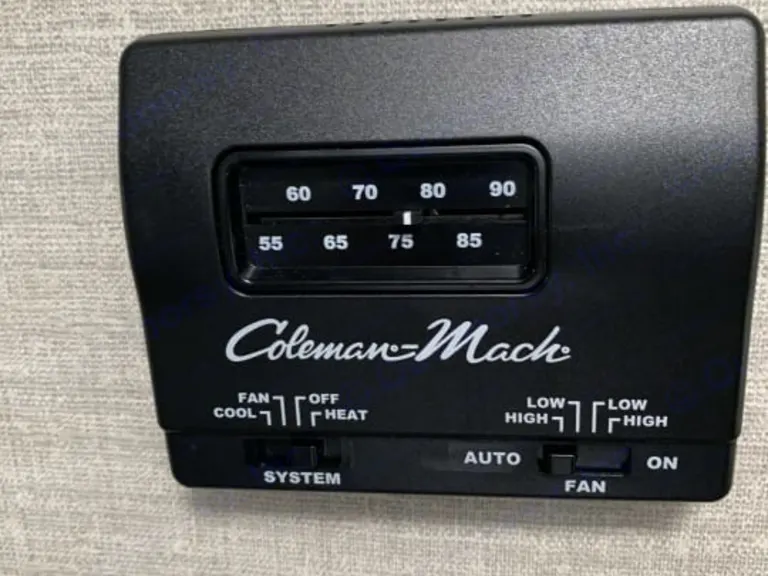 60 70 80 90
55 65 75 85
Coleman-Mach
FAN OFF
COOL HEAT
SYSTEM
LOW LOW
HIGH HIGH
AUTO ON
FAN